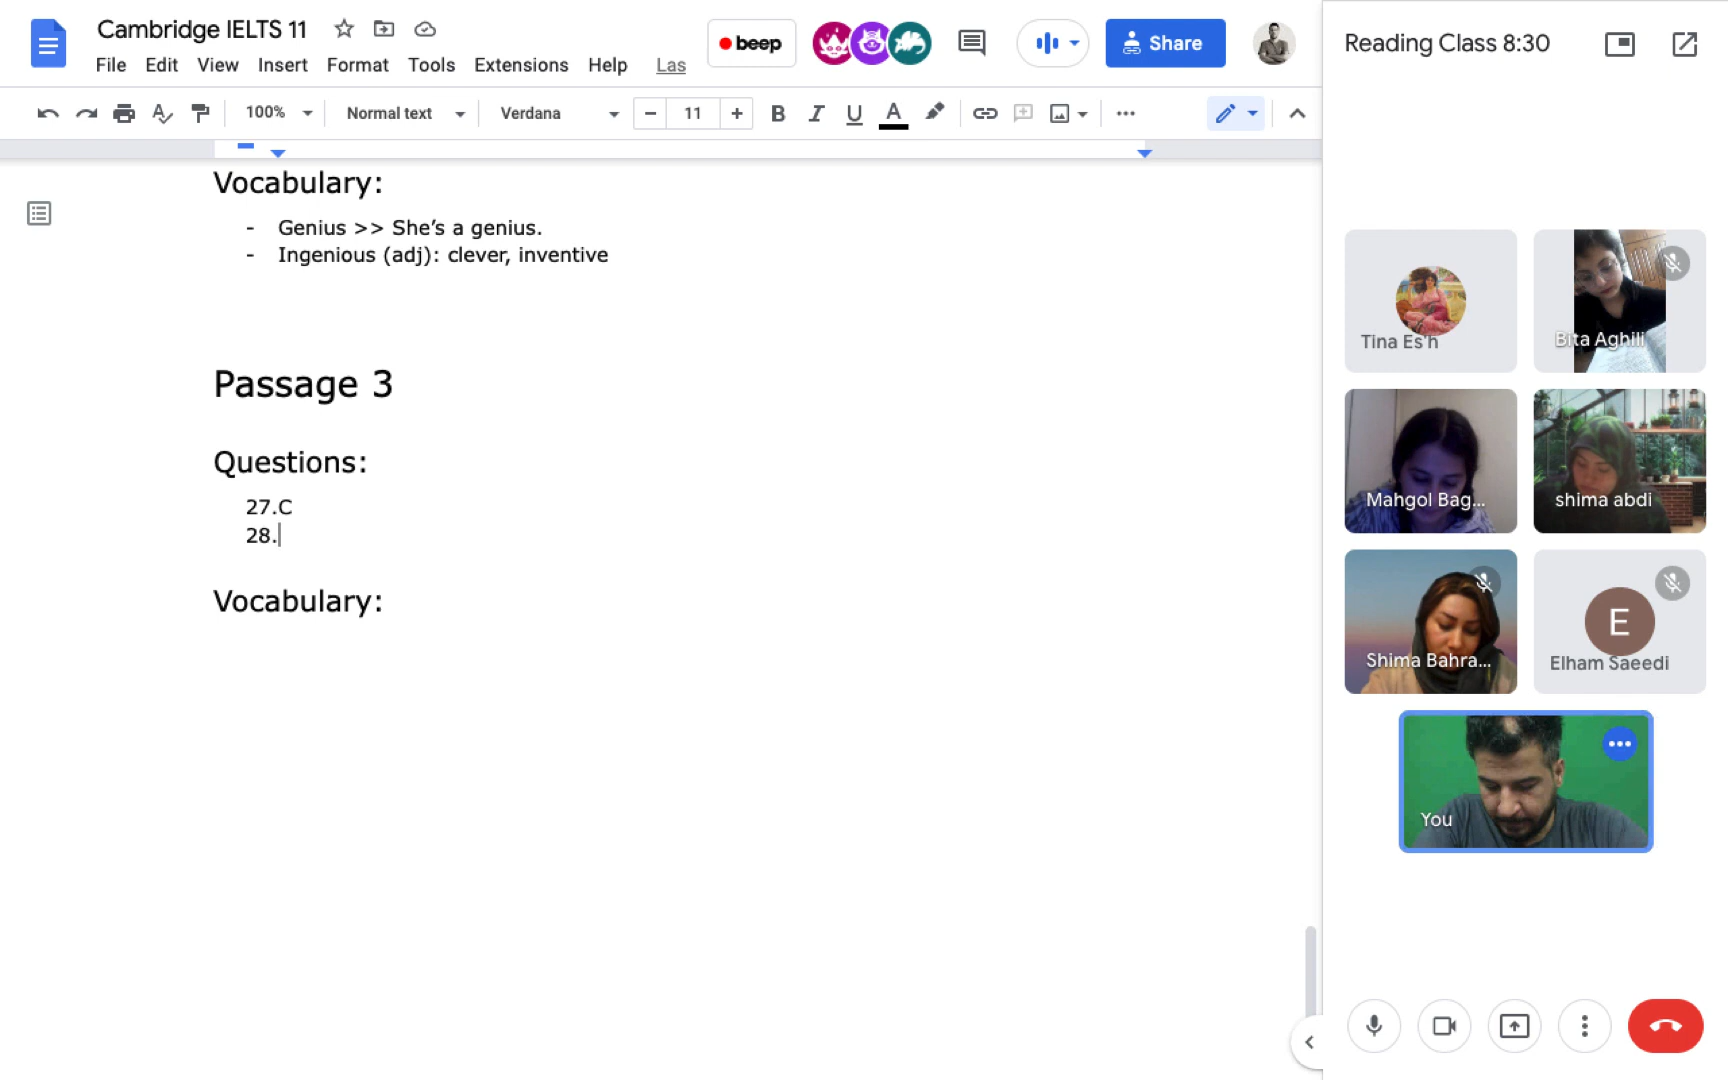 Cambridge IELTS 11
beep
Share
Reading Class 8:30
File Edit View Insert Format Tools Extensions Help Las
100% Normal text Verdana 11 B I U A
Vocabulary:
- Genius >> She’s a genius.
- Ingenious (adj): clever, inventive
Passage 3
Questions:
27.C
28.
Vocabulary:
Tina Es'h
Bita Aghili
Mahgol Bag...
shima abdi
Shima Bahra...
E
Elham Saeedi
You